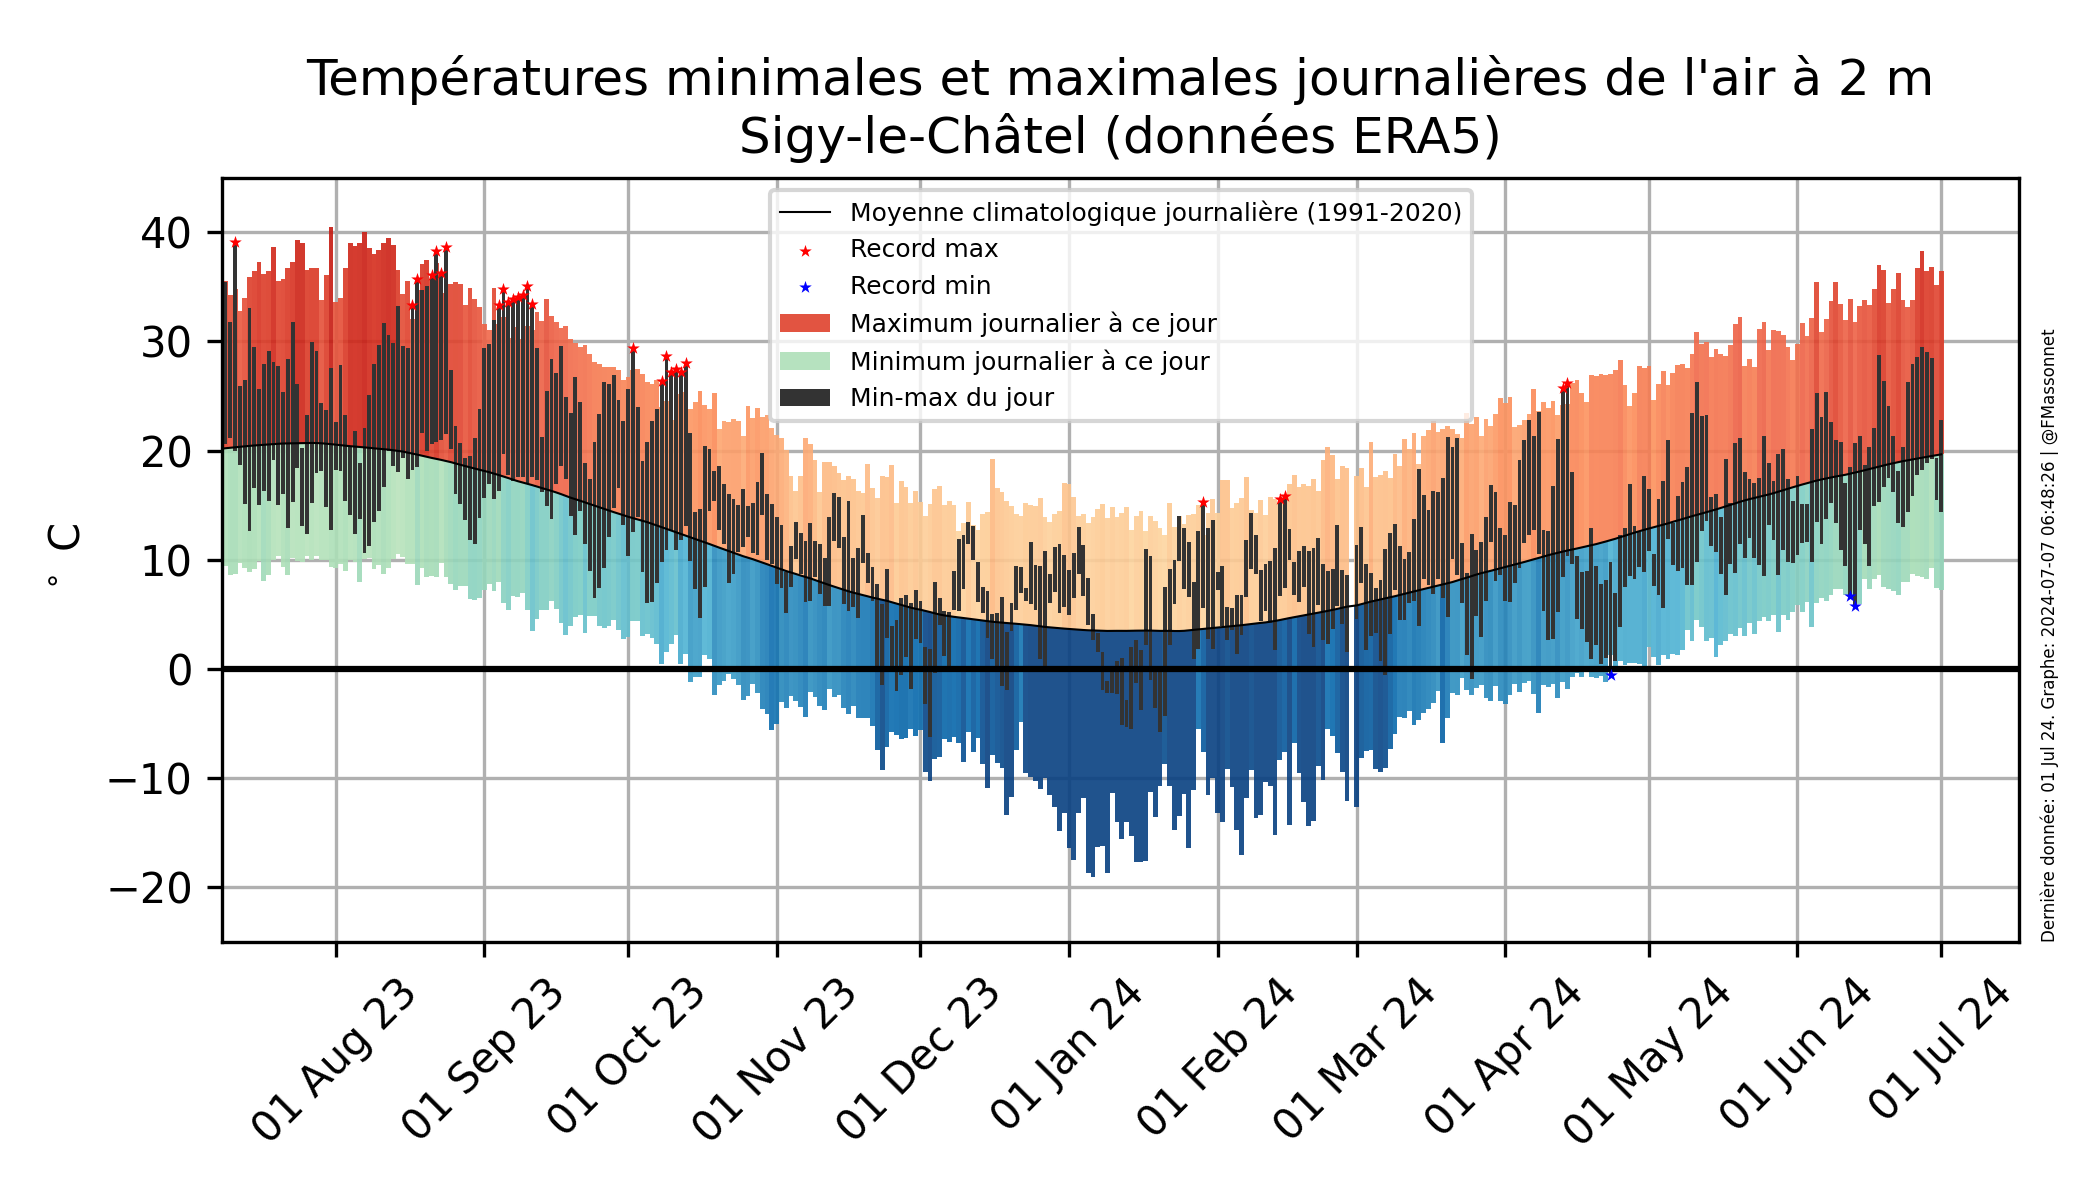 Températures minimales et maximales journalières de l'air à 2 m
Sigy-le-Châtel (données ERA5)
Moyenne climatologique journalière (1991-2020)
Record max
Record min
Maximum journalier à ce jour
Minimum journalier à ce jour
Min-max du jour
40
30
20
10
0
−10
−20
° C
01 Aug 23
01 Sep 23
01 Oct 23
01 Nov 23
01 Dec 23
01 Jan 24
01 Feb 24
01 Mar 24
01 Apr 24
01 May 24
01 Jun 24
01 Jul 24
Dernière donnée: 01 Jul 24. Graphe: 2024-07-07 06:48:26 | @FMassonnet